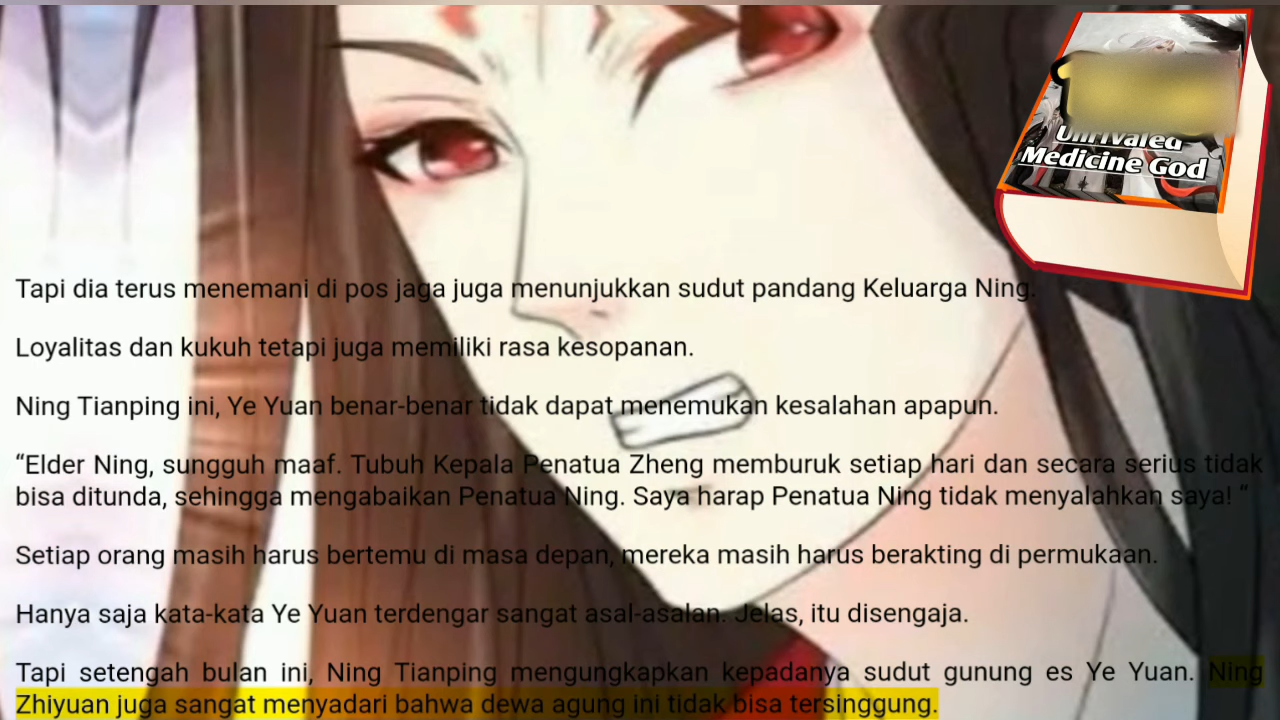 Unrivaled
Medicine God
Tapi dia terus menemani di pos jaga juga menunjukkan sudut pandang Keluarga Ning.
Loyalitas dan kukuh tetapi juga memiliki rasa kesopanan.
Ning Tianping ini, Ye Yuan benar-benar tidak dapat menemukan kesalahan apapun.
“Elder Ning, sungguh maaf. Tubuh Kepala Penatua Zheng memburuk setiap hari dan secara serius tidak
bisa ditunda, sehingga mengabaikan Penatua Ning. Saya harap Penatua Ning tidak menyalahkan saya! “
Setiap orang masih harus bertemu di masa depan, mereka masih harus berakting di permukaan.
Hanya saja kata-kata Ye Yuan terdengar sangat asal-asalan. Jelas, itu disengaja.
Tapi setengah bulan ini, Ning Tianping mengungkapkan kepadanya sudut gunung es Ye Yuan. Ning
Zhiyuan juga sangat menyadari bahwa dewa agung ini tidak bisa tersinggung.